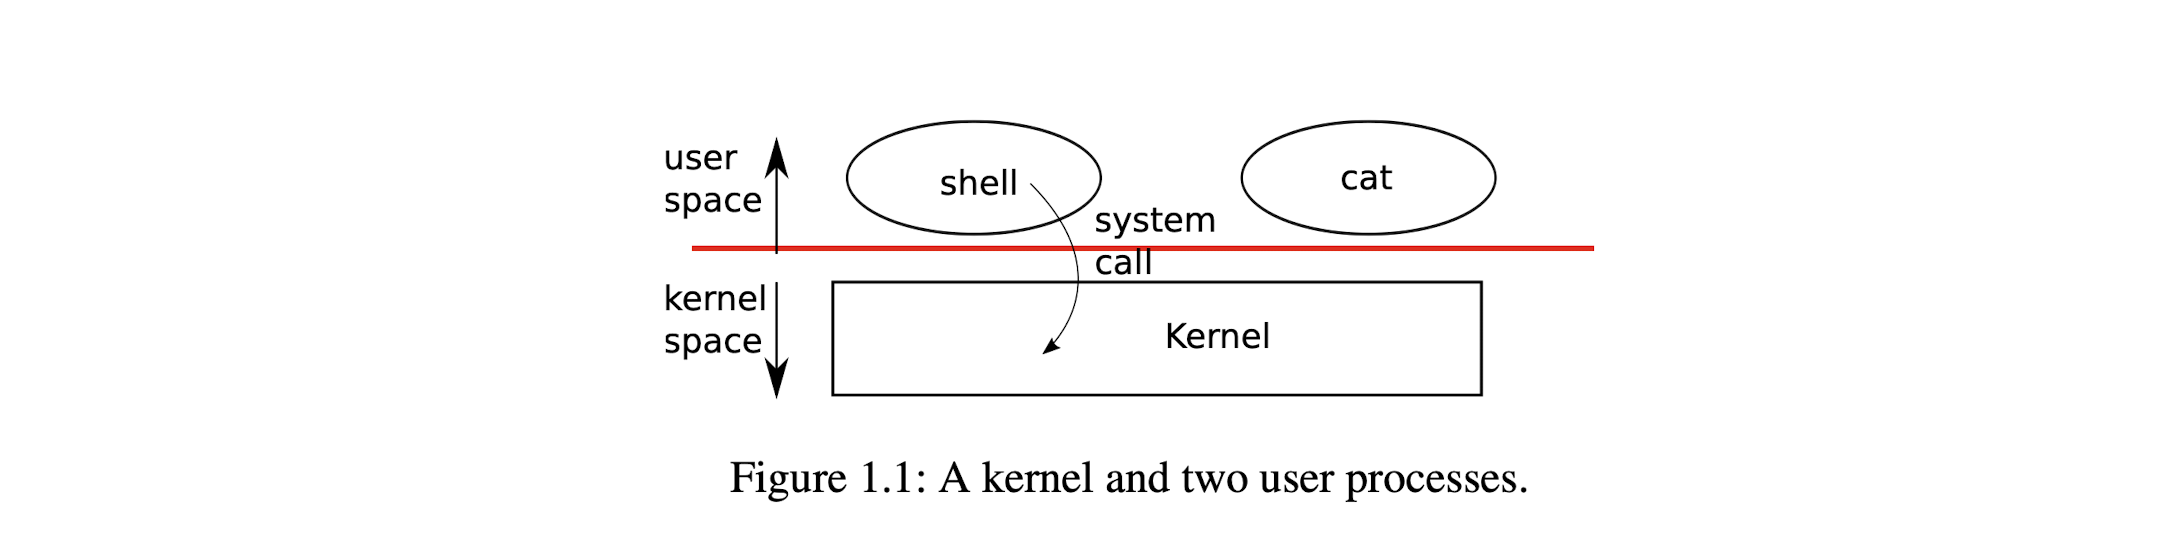 user
space
shell
cat
system
call
kernel
space
Kernel
Figure 1.1: A kernel and two user processes.